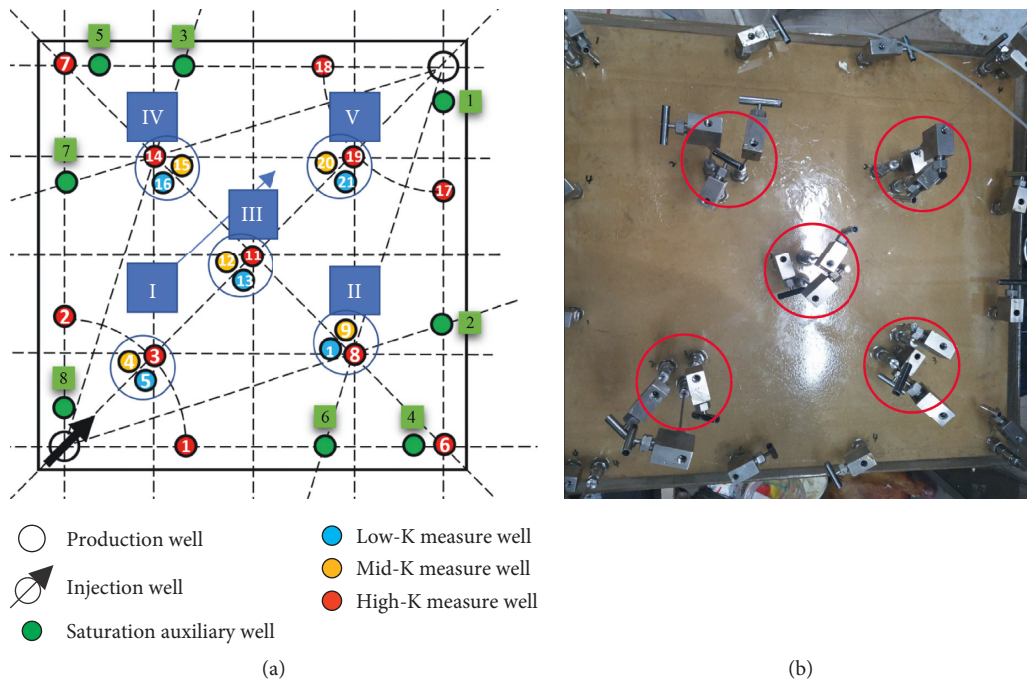 5 3
7 18
1
IV V
14 15 20 19
7 16 21
17
III
12 11
13
I II
2 9 2
4 3 1 8
5
8
6 4
1 6
Production well
Injection well
Saturation auxiliary well
Low-K measure well
Mid-K measure well
High-K measure well
(a) (b)